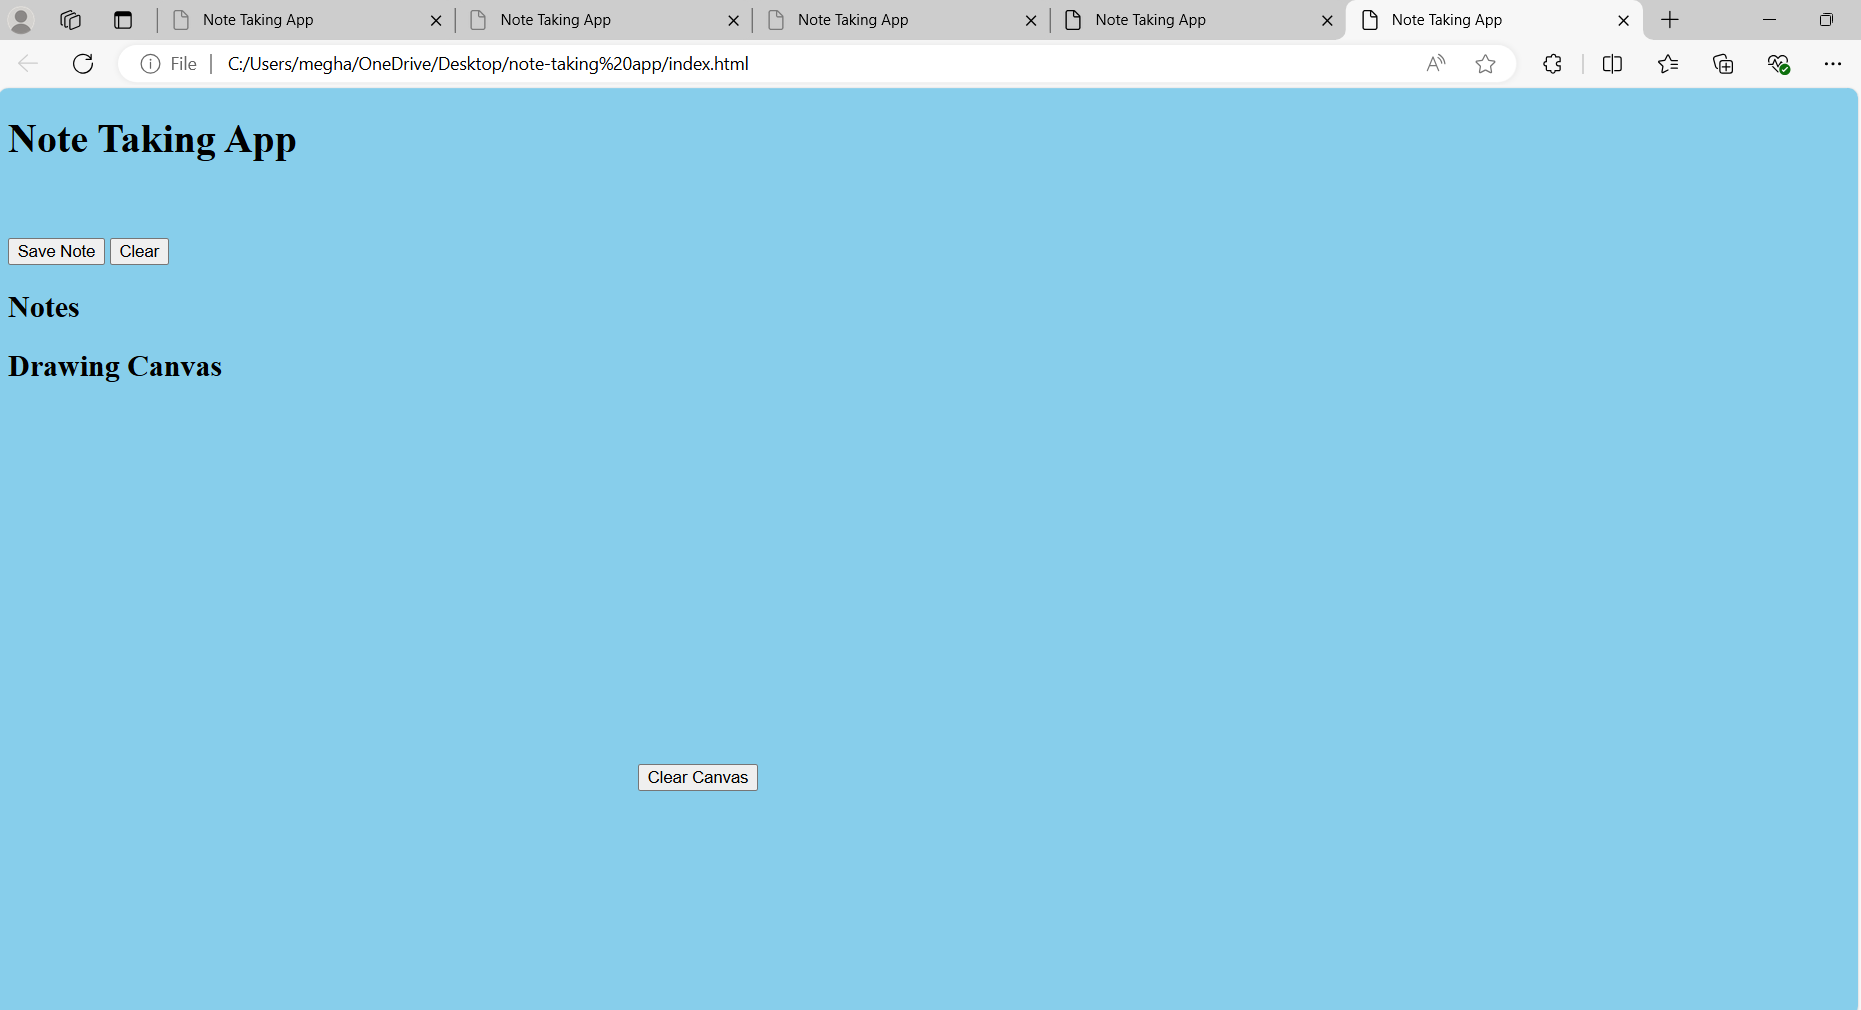 Note Taking App Note Taking App Note Taking App Note Taking App Note Taking App
File C:/Users/megha/OneDrive/Desktop/note-taking%20app/index.html
Note Taking App
Save Note Clear
Notes
Drawing Canvas
Clear Canvas